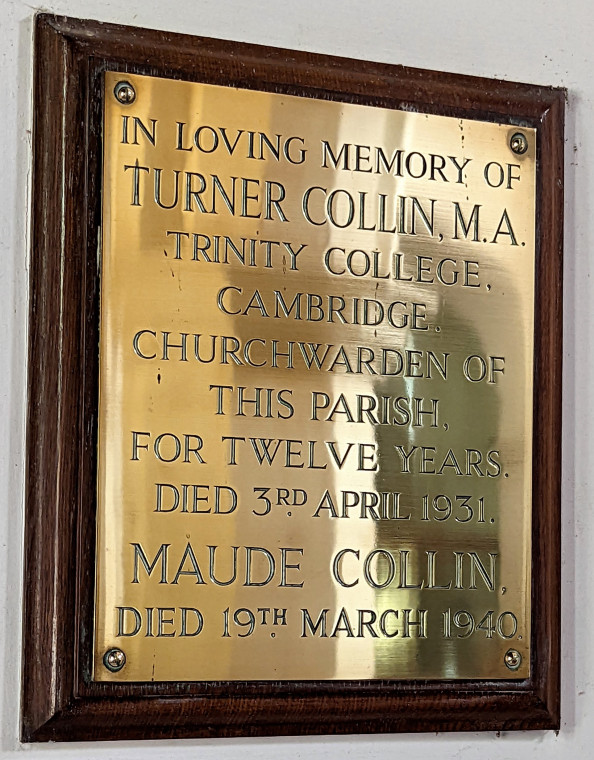 IN LOVING MEMORY OF
TURNER COLLIN, M.A.
TRINITY COLLEGE,
CAMBRIDGE.
CHURCHWARDEN OF
THIS PARISH,
FOR TWELVE YEARS.
DIED 3RD APRIL 1931.
MAUDE COLLIN,
DIED 19TH MARCH 1940.